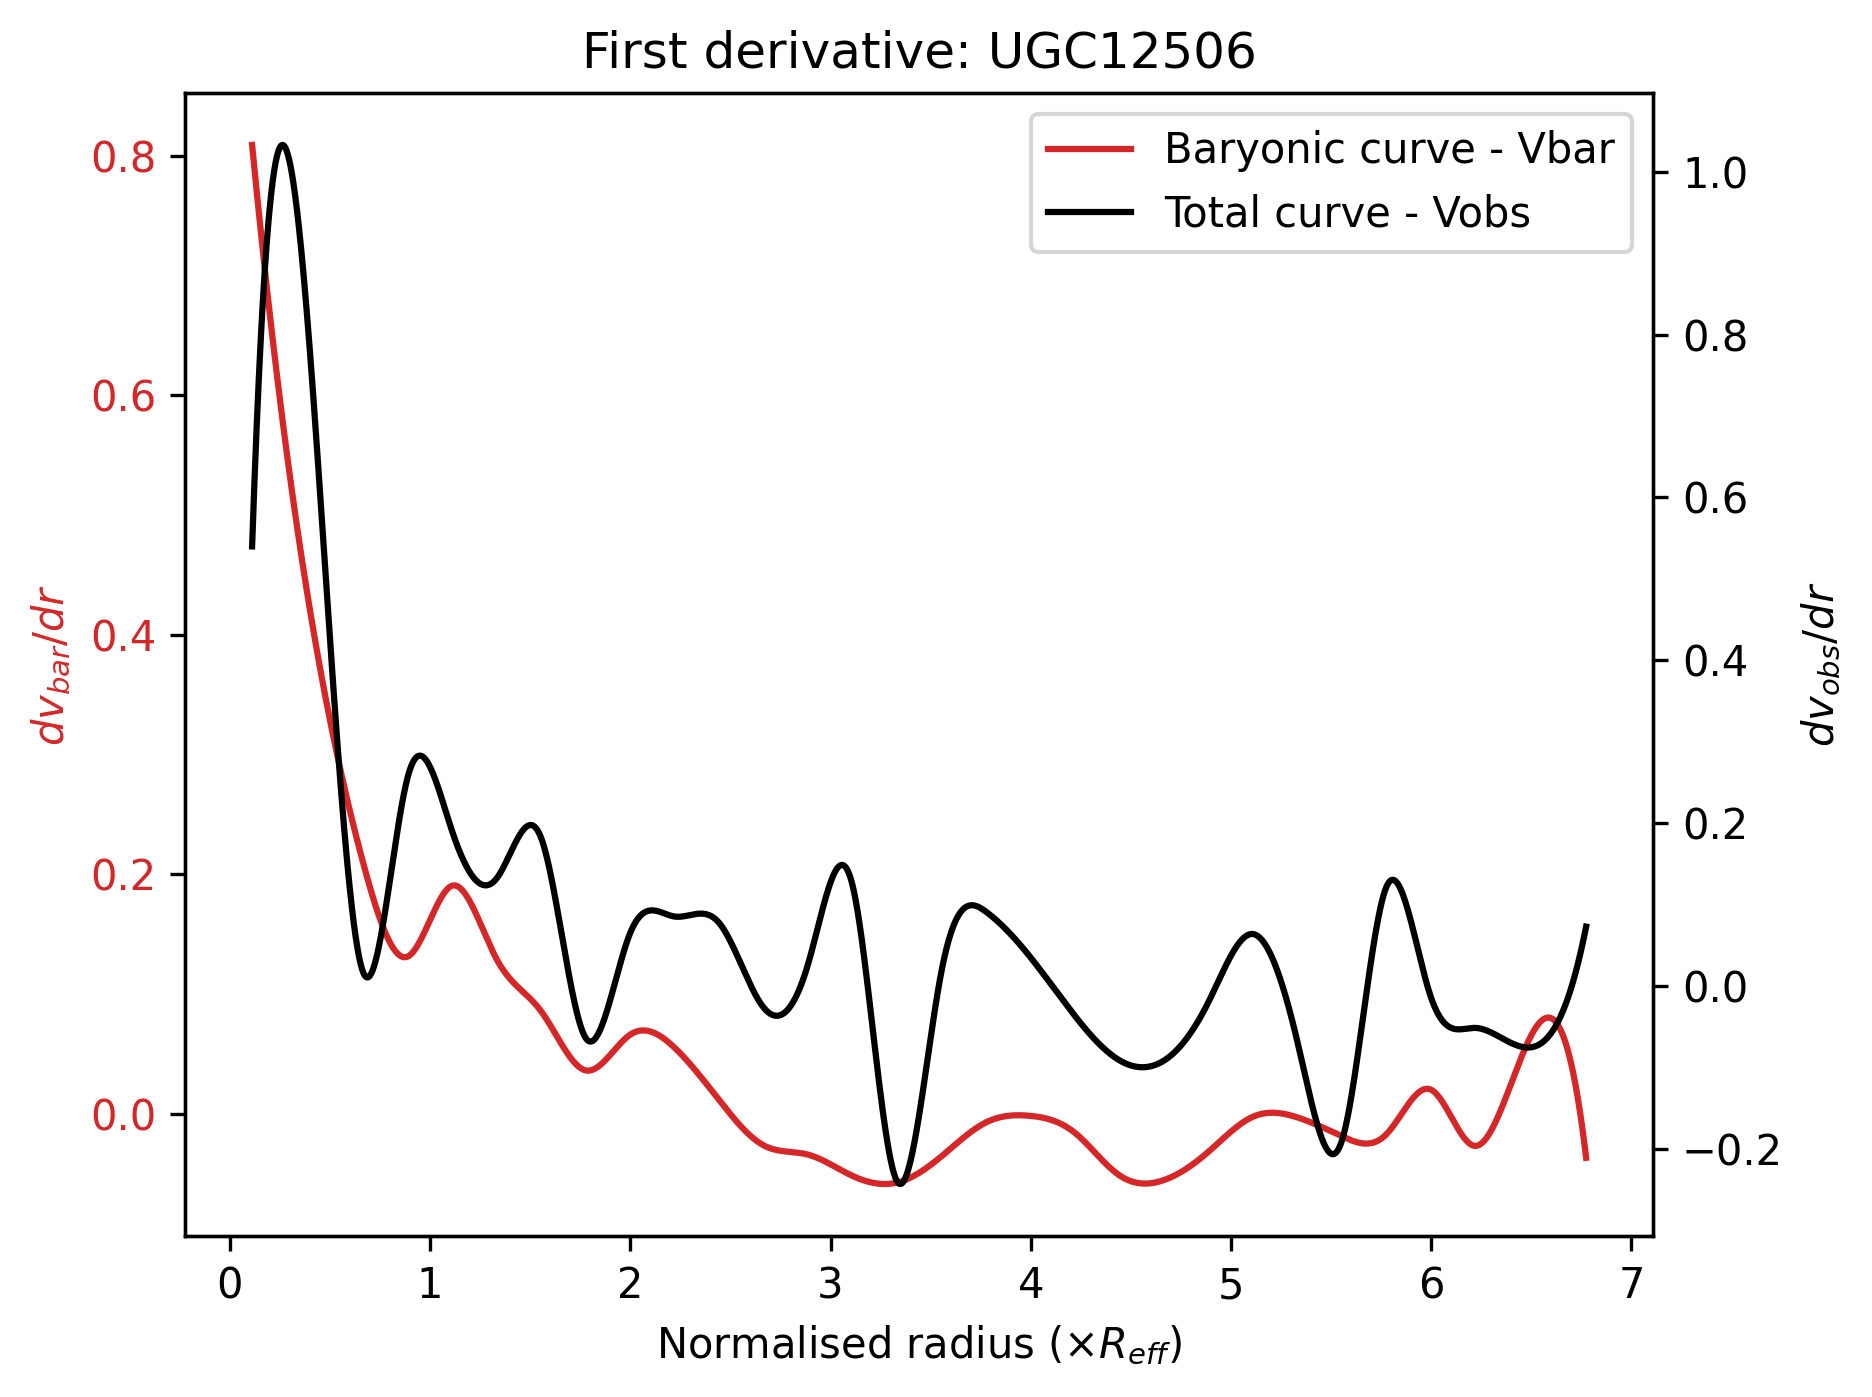 First derivative: UGC12506
Baryonic curve - Vbar
Total curve - Vobs
0.8
0.6
0.4
0.2
0.0
dv_bar/dr
1.0
0.8
0.6
0.4
0.2
0.0
−0.2
dv_obs/dr
0 1 2 3 4 5 6 7
Normalised radius (×R_eff)